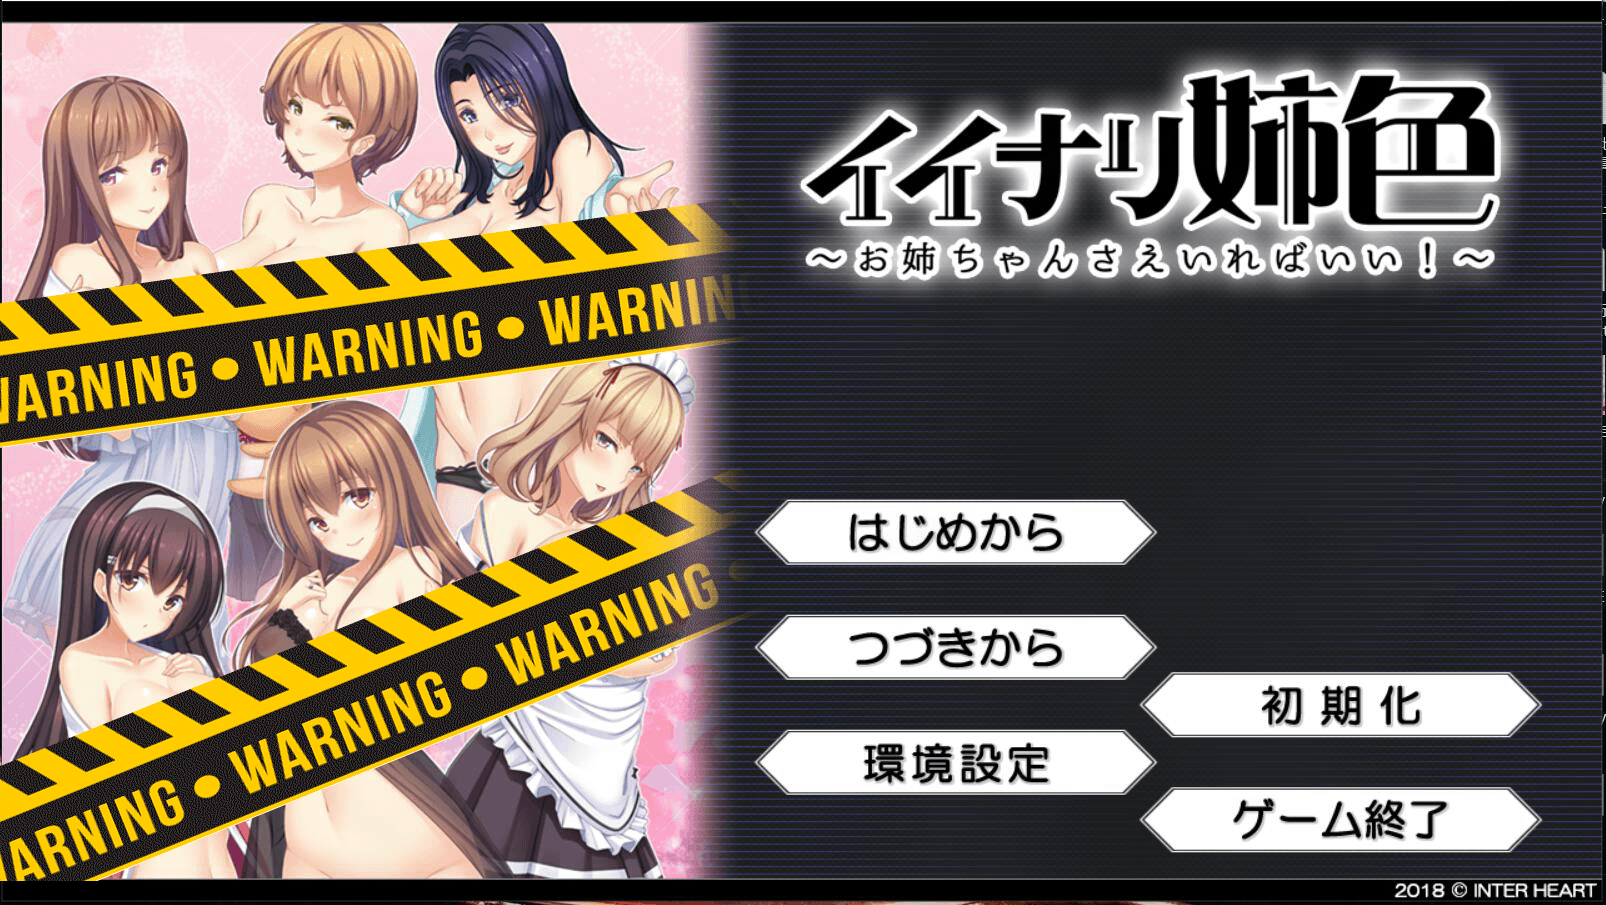 イイナリ姉色
～お姉ちゃんさえいればいい！～
WARNING • WARNING • WARNIN
はじめから
つづきから
初期化
環境設定
ゲーム終了
WARNING • WARNING • WARNING
2018 © INTER HEART